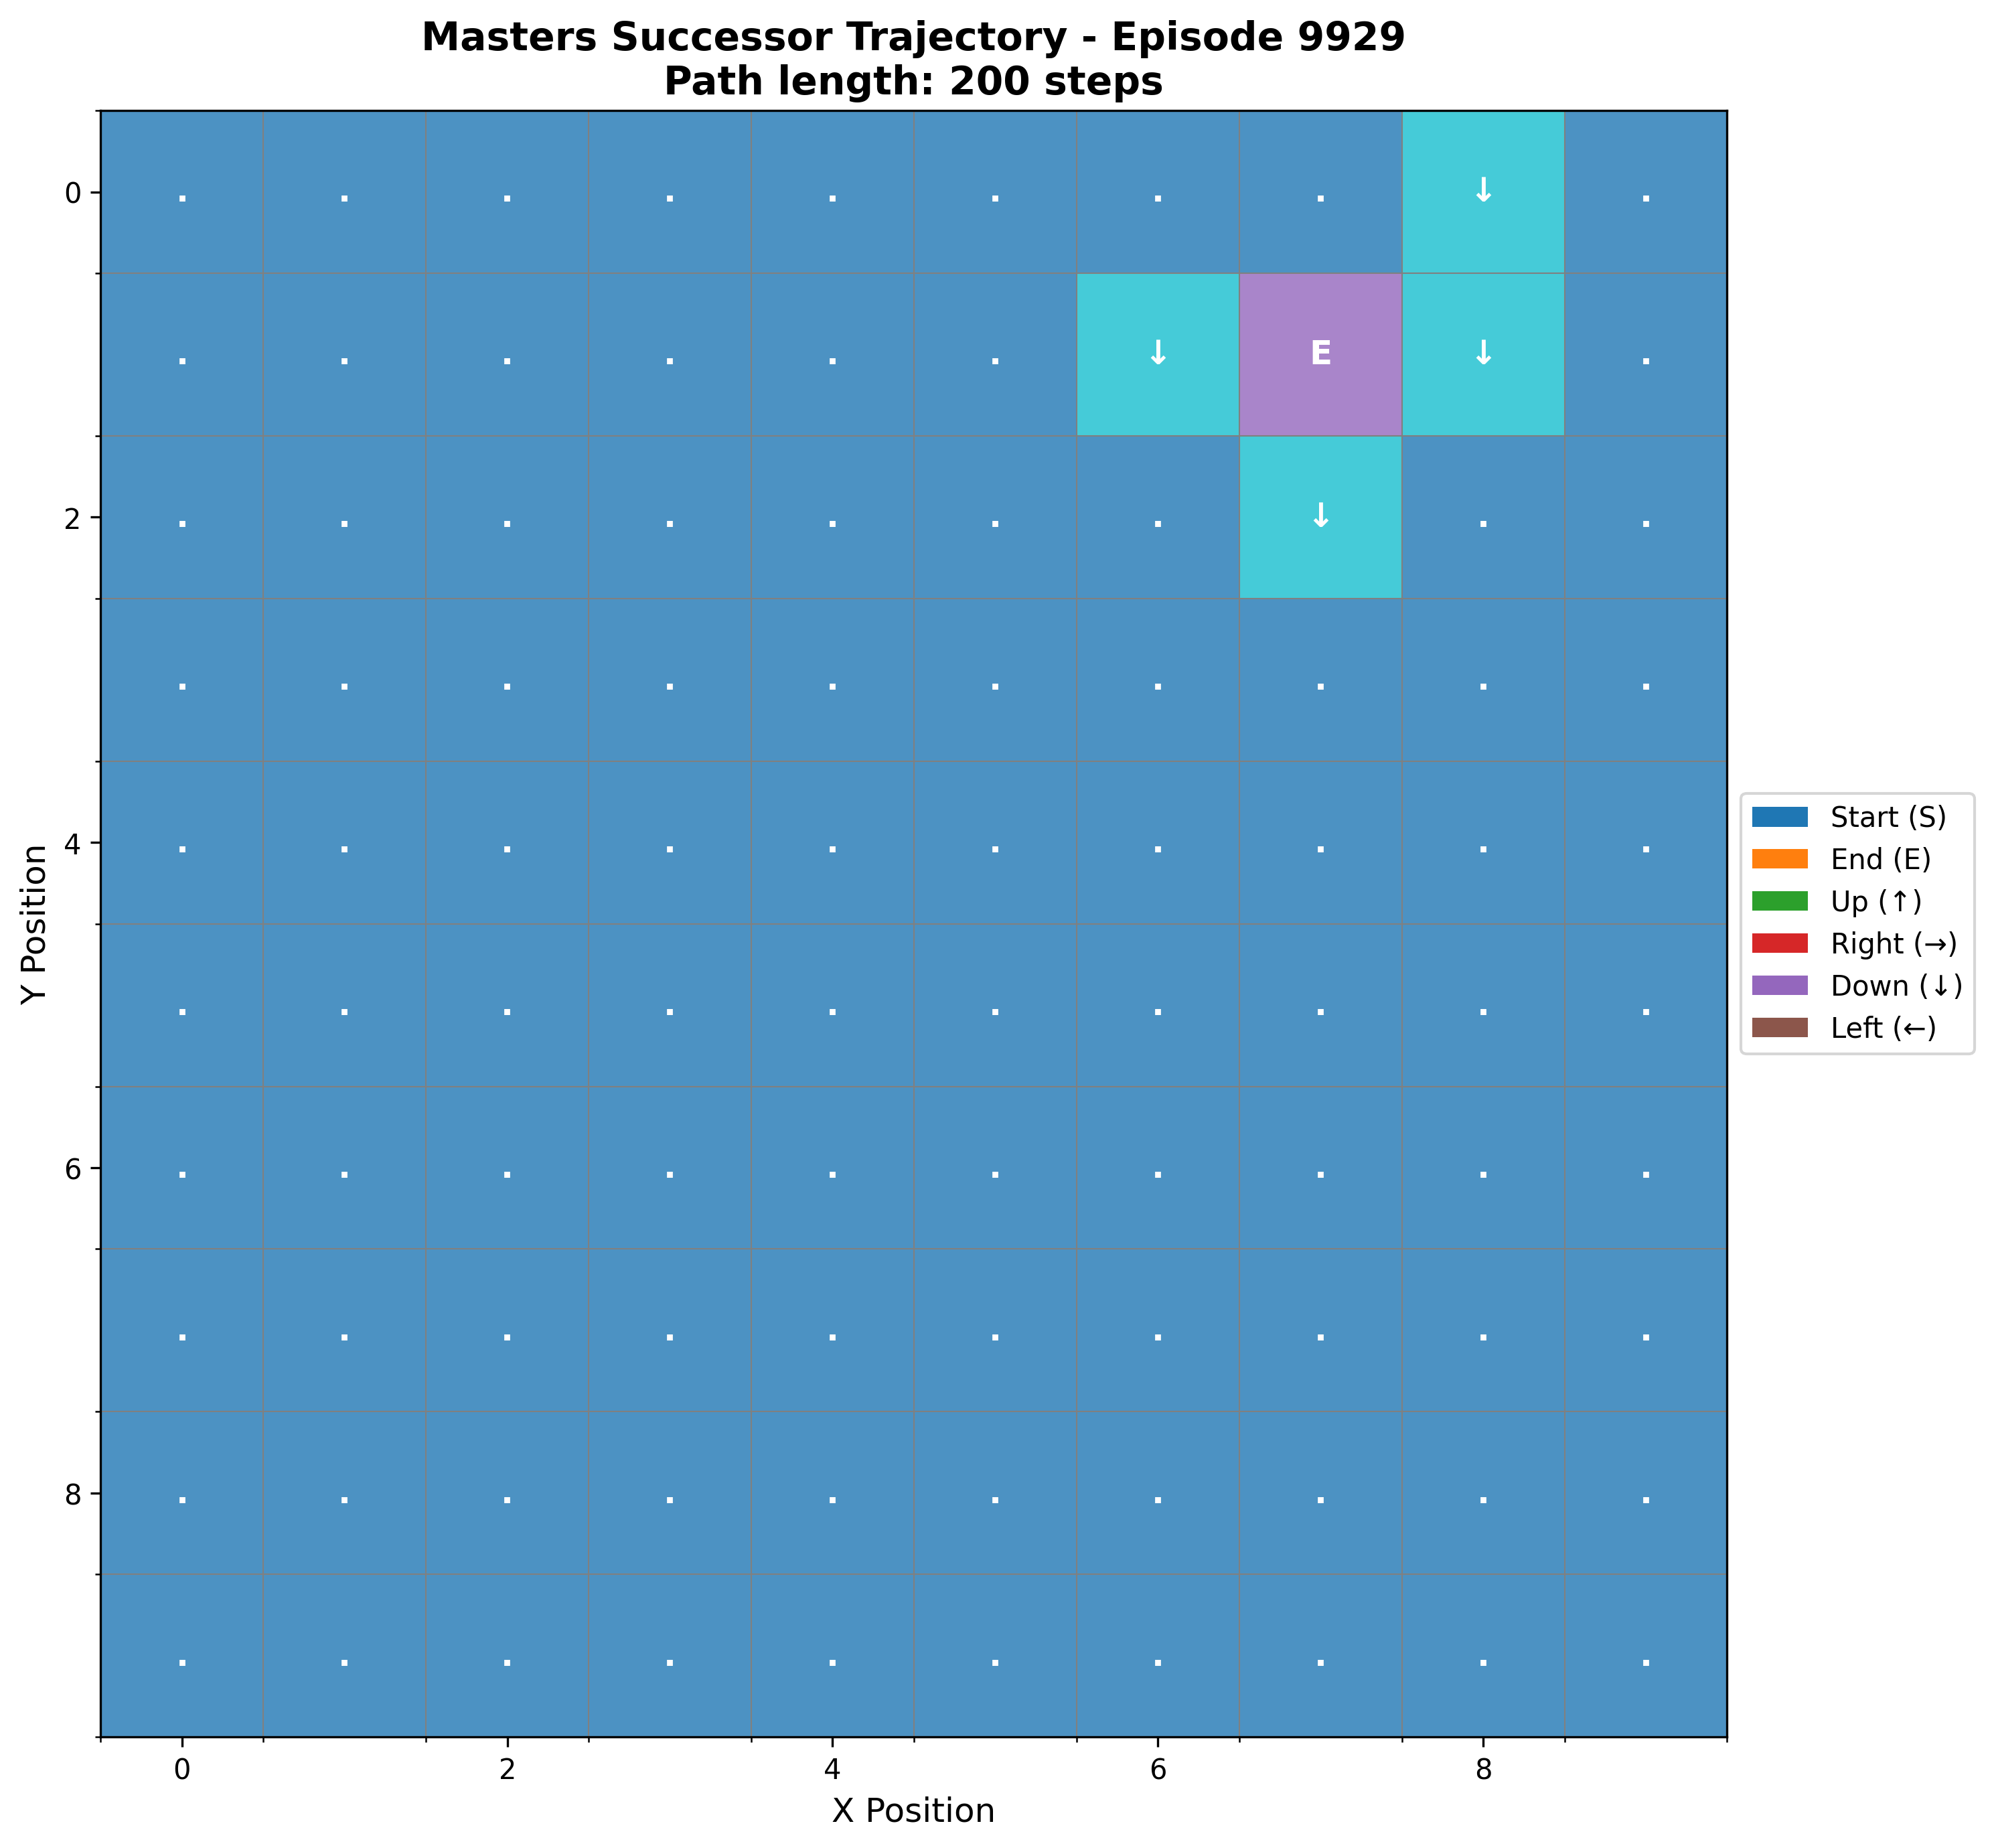 Masters Successor Trajectory - Episode 9929
Path length: 200 steps
0 . . . . . . . . ↓ .
. . . . . . ↓ E ↓ .
2 . . . . . . . ↓ . .
. . . . . . . . . .
4 . . . . . . . . . .
. . . . . . . . . .
6 . . . . . . . . . .
. . . . . . . . . .
8 . . . . . . . . . .
. . . . . . . . . .
0 2 4 6 8
X Position
Y Position
Start (S)
End (E)
Up (↑)
Right (→)
Down (↓)
Left (←)